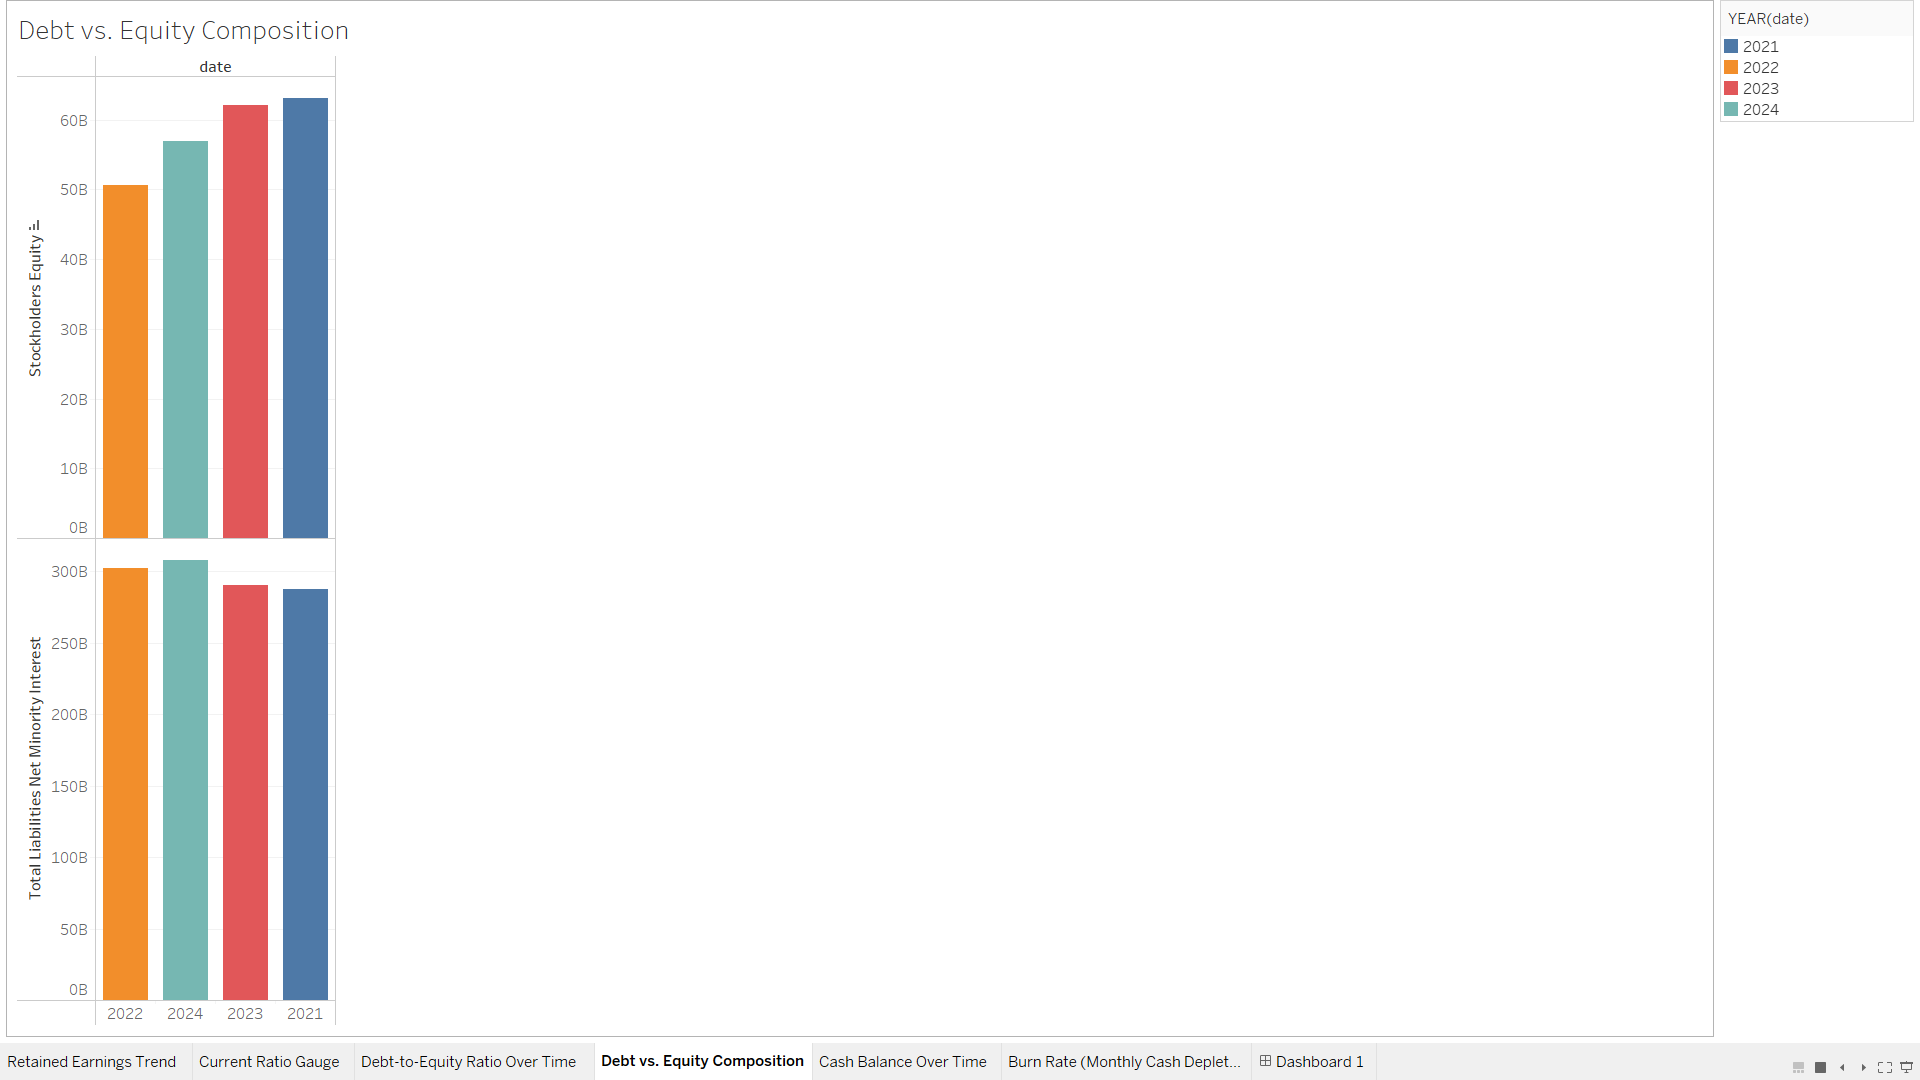 Debt vs. Equity Composition
date
Stockholders Equity
60B
50B
40B
30B
20B
10B
0B
Total Liabilities Net Minority Interest
300B
250B
200B
150B
100B
50B
0B
2022 2024 2023 2021
YEAR(date)
2021
2022
2023
2024
Retained Earnings Trend Current Ratio Gauge Debt-to-Equity Ratio Over Time Debt vs. Equity Composition Cash Balance Over Time Burn Rate (Monthly Cash Deplet... Dashboard 1